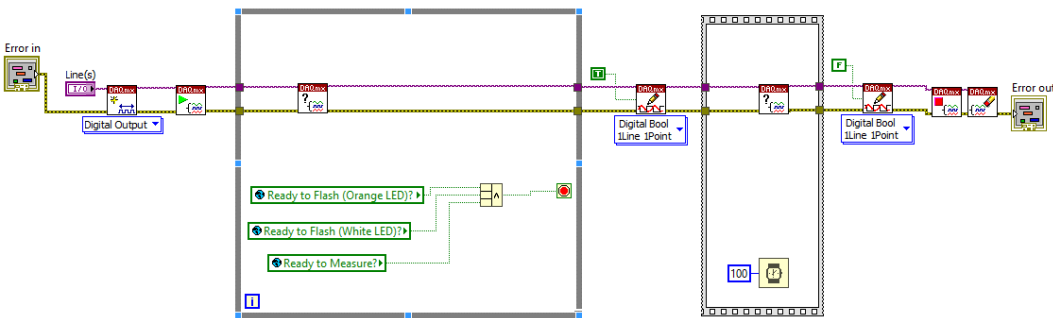 Error in
Line(s)
I/O
DAQmx
Digital Output
DAQmx
DAQmx
?
Ready to Flash (Orange LED)?
Ready to Flash (White LED)?
Ready to Measure?
i
T
DAQmx
Digital Bool
1Line 1Point
DAQmx
?
100
F
DAQmx
Digital Bool
1Line 1Point
DAQmx
DAQmx
Error out